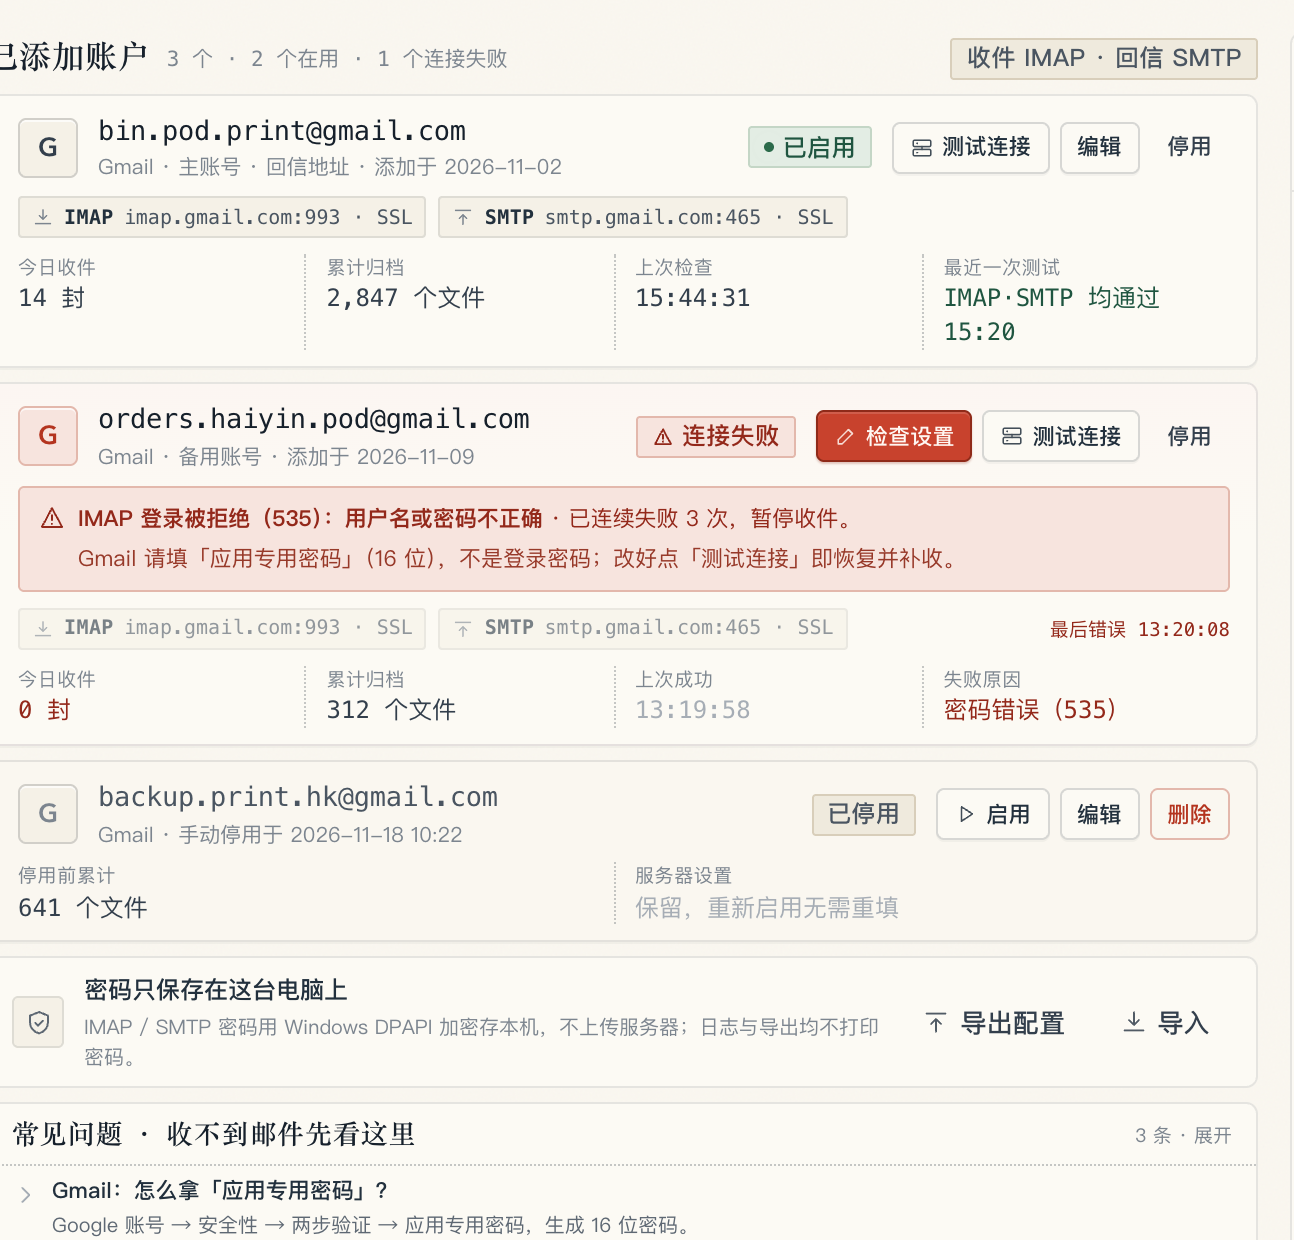 已添加账户 3 个 · 2 个在用 · 1 个连接失败 收件 IMAP · 回信 SMTP
G bin.pod.print@gmail.com 已启用 测试连接 编辑 停用
Gmail · 主账号 · 回信地址 · 添加于 2026-11-02
IMAP imap.gmail.com:993 · SSL SMTP smtp.gmail.com:465 · SSL
今日收件 累计归档 上次检查 最近一次测试
14 封 2,847 个文件 15:44:31 IMAP·SMTP 均通过
15:20
G orders.haiyin.pod@gmail.com 连接失败 检查设置 测试连接 停用
Gmail · 备用账号 · 添加于 2026-11-09
IMAP 登录被拒绝（535）：用户名或密码不正确 · 已连续失败 3 次，暂停收件。
Gmail 请填「应用专用密码」（16 位），不是登录密码；改好点「测试连接」即恢复并补收。
IMAP imap.gmail.com:993 · SSL SMTP smtp.gmail.com:465 · SSL 最后错误 13:20:08
今日收件 累计归档 上次成功 失败原因
0 封 312 个文件 13:19:58 密码错误（535）
G backup.print.hk@gmail.com 已停用 启用 编辑 删除
Gmail · 手动停用于 2026-11-18 10:22
停用前累计 服务器设置
641 个文件 保留，重新启用无需重填
密码只保存在这台电脑上
IMAP / SMTP 密码用 Windows DPAPI 加密存本机，不上传服务器；日志与导出均不打印 导出配置 导入
密码。
常见问题 · 收不到邮件先看这里 3 条 · 展开
Gmail：怎么拿「应用专用密码」？
Google 账号 → 安全性 → 两步验证 → 应用专用密码，生成 16 位密码。